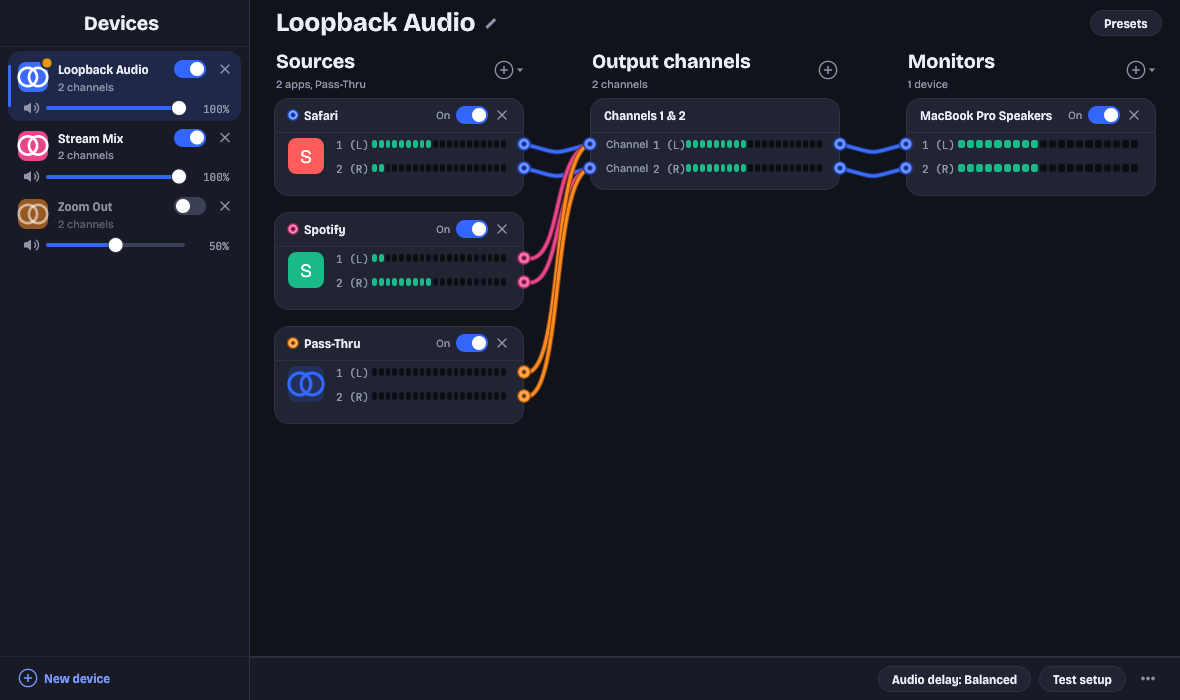 Devices
Loopback Audio
2 channels
100%
Stream Mix
2 channels
100%
Zoom Out
2 channels
50%
New device
Loopback Audio
Presets
Sources
2 apps, Pass-Thru
Safari
On
S
1 (L)
2 (R)
Spotify
On
S
1 (L)
2 (R)
Pass-Thru
On
1 (L)
2 (R)
Output channels
2 channels
Channels 1 & 2
Channel 1 (L)
Channel 2 (R)
Monitors
1 device
MacBook Pro Speakers
On
1 (L)
2 (R)
Audio delay: Balanced
Test setup